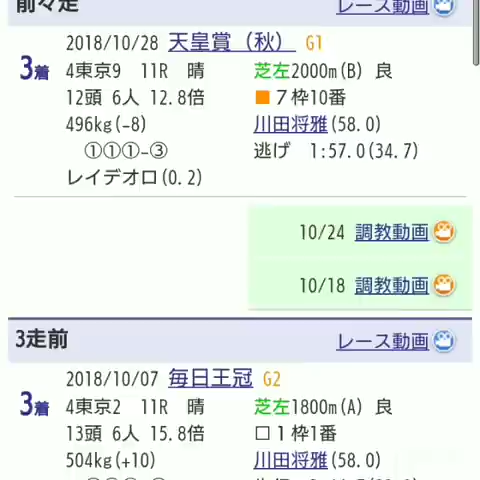 前々走 レース動画
2018/10/28 天皇賞（秋） G1
3着 4東京9 11R 晴 芝左2000m(B) 良
12頭 6人 12.8倍 7枠10番
496kg(-8) 川田将雅(58.0)
①①①-③ 逃げ 1:57.0(34.7)
レイデオロ(0.2)
10/24 調教動画
10/18 調教動画
3走前 レース動画
2018/10/07 毎日王冠 G2
3着 4東京2 11R 晴 芝左1800m(A) 良
13頭 6人 15.8倍 1枠1番
504kg(+10) 川田将雅(58.0)